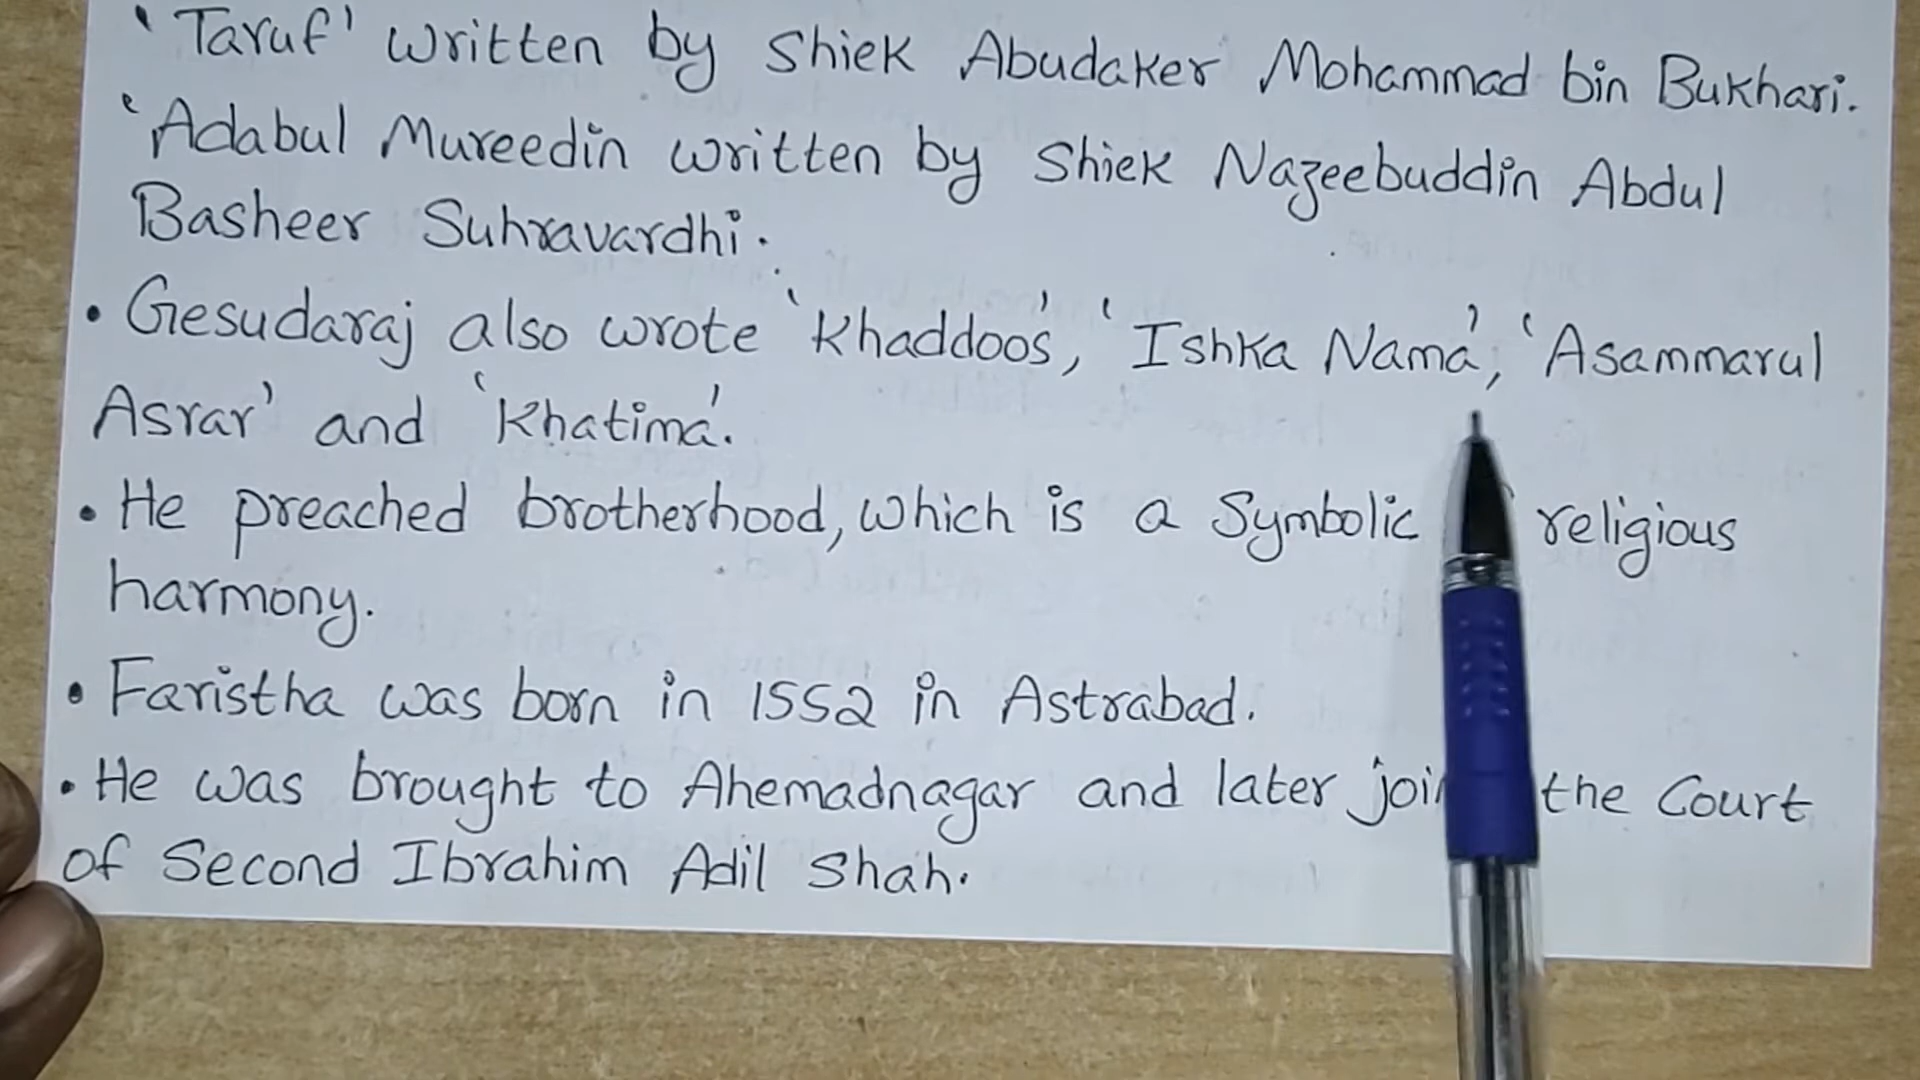 'Taruf' written by Shiek Abudaker Mohammad bin Bukhari.
'Adabul Mureedin written by Shiek Nazeebuddin Abdul
Basheer Suhravardhi.
• Gesudaraj also wrote 'Khaddoos', 'Ishka Nama', 'Asammarul
Asrar' and 'Khatima'.
• He preached brotherhood, which is a Symbolic religious
harmony.
• Faristha was born in 1552 in Astrabad.
• He was brought to Ahemadnagar and later the Court
of Second Ibrahim Adil Shah.